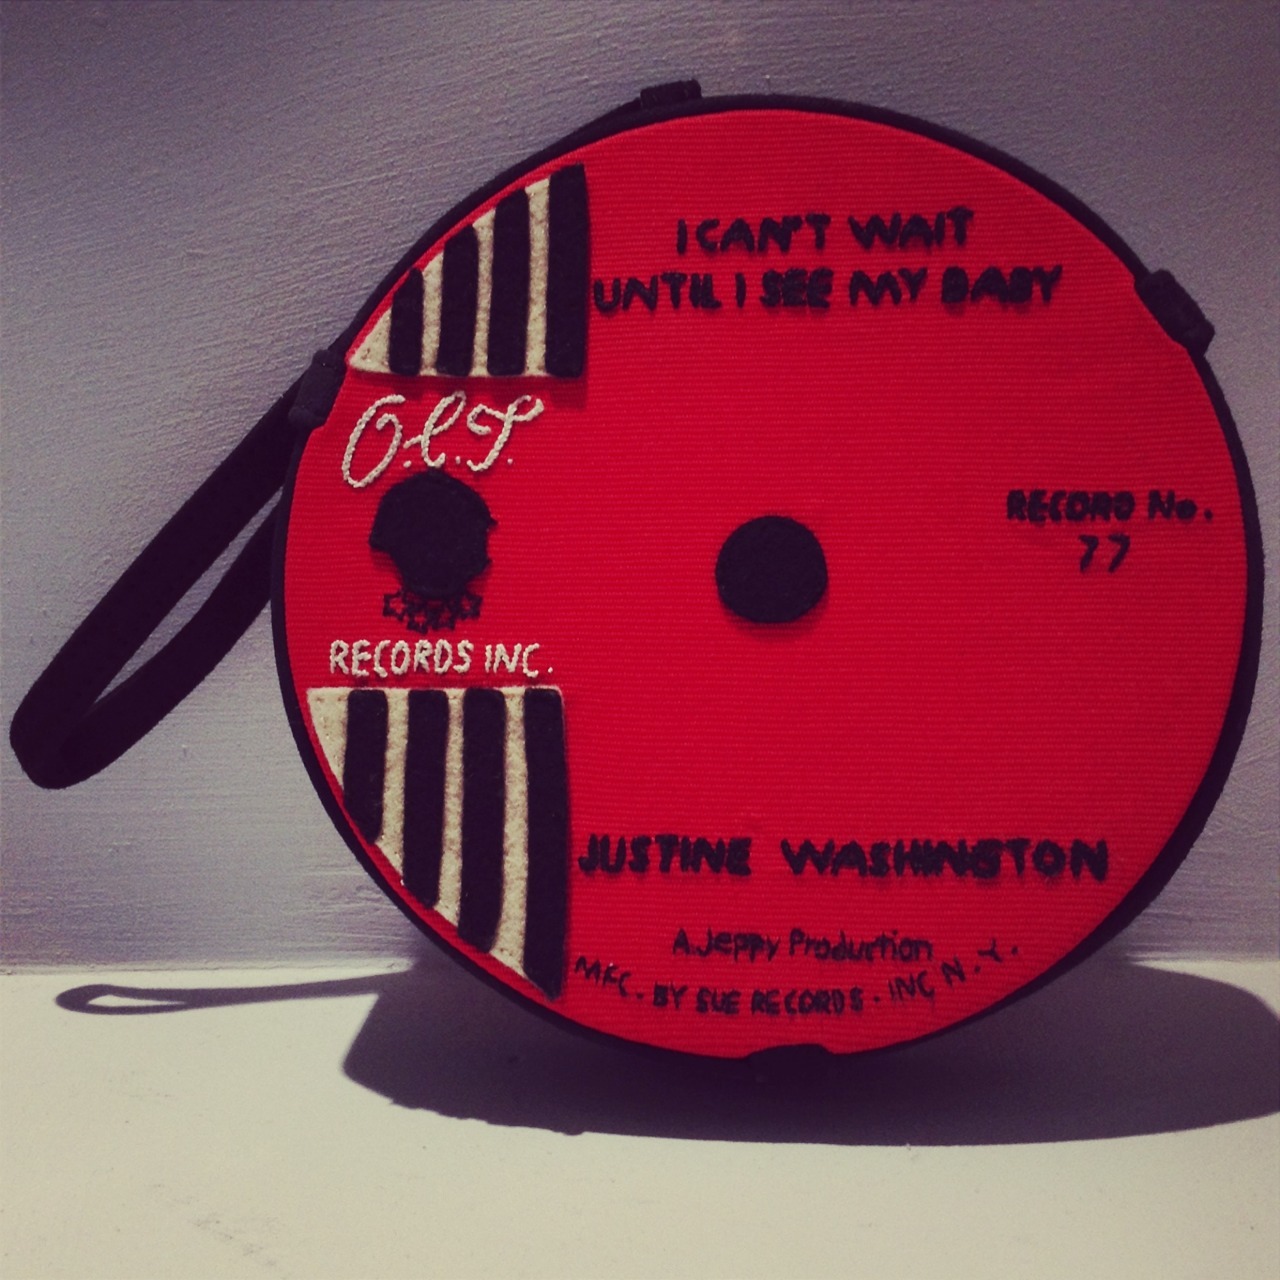 I CAN'T WAIT
UNTIL I SEE MY BABY
O.C.J.
RECORD No.
77
RECORDS INC.
JUSTINE WASHINGTON
A Jeppy Production
MFC. BY SUE RECORDS. INC N.Y.